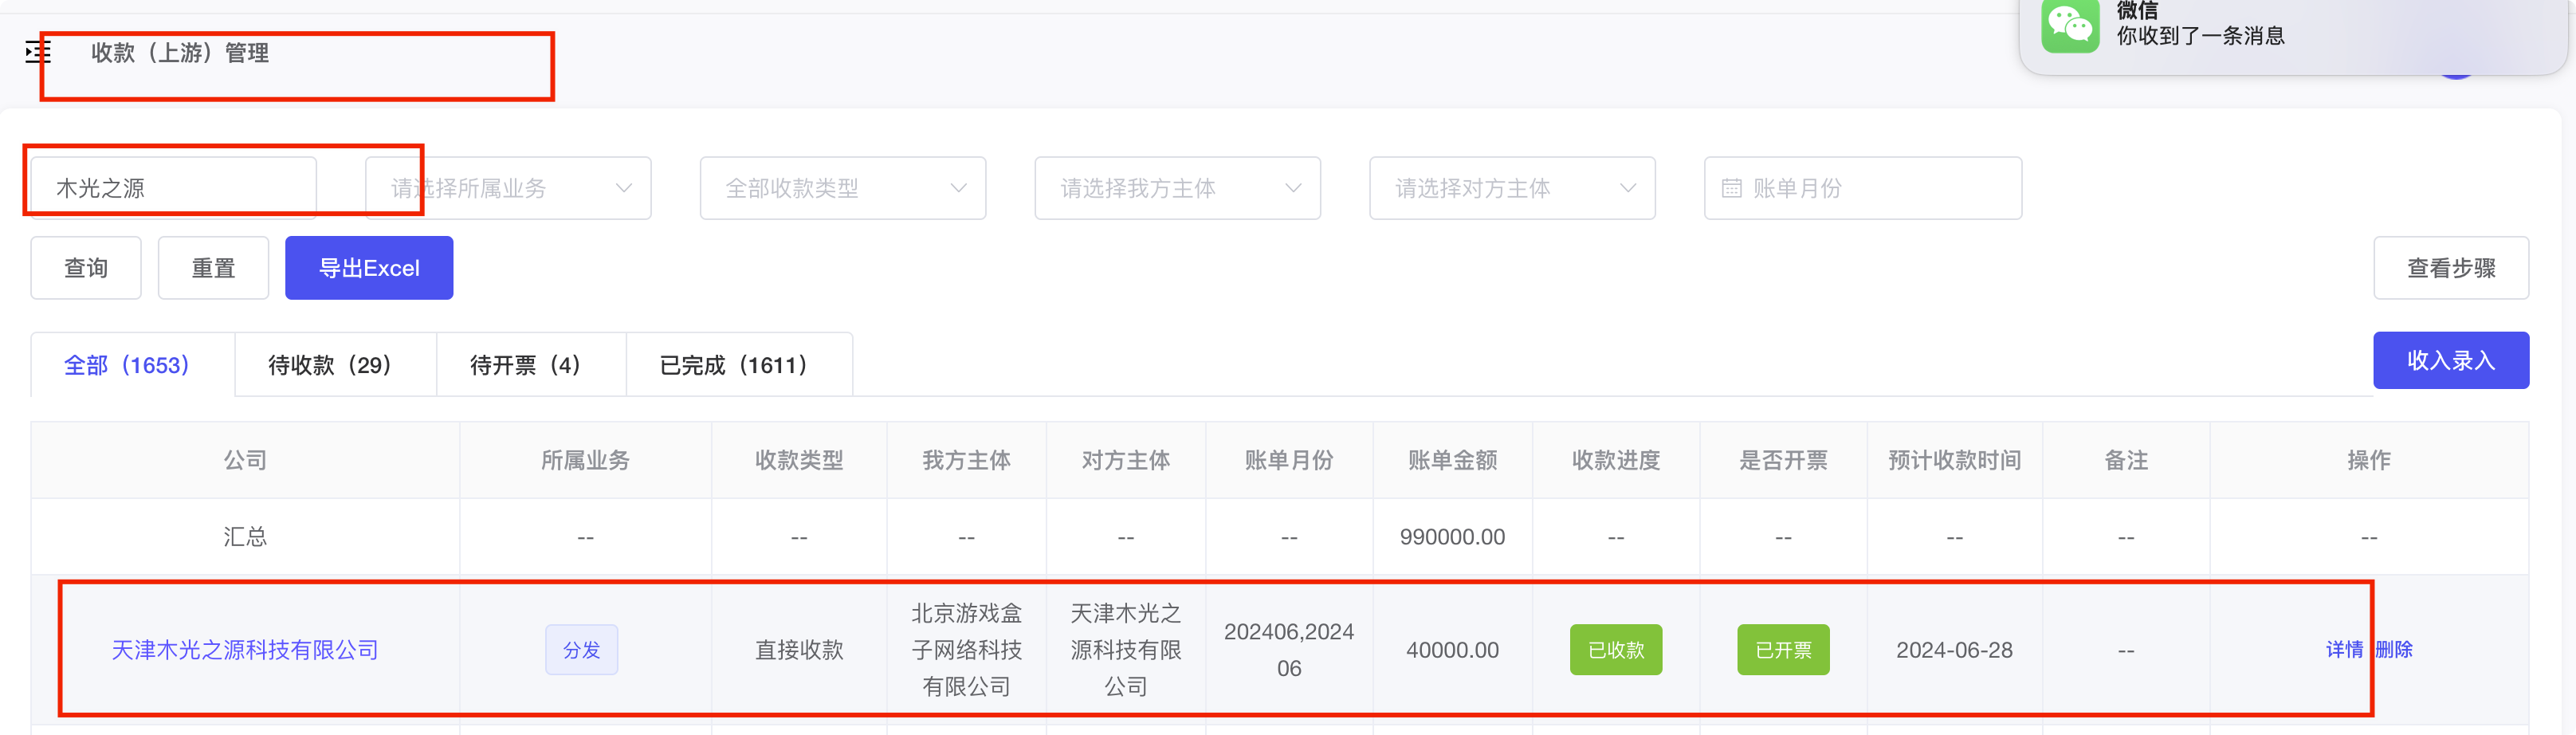 微信
你收到了一条消息
收款（上游）管理
木光之源
请选择所属业务
全部收款类型
请选择我方主体
请选择对方主体
账单月份
查询
重置
导出Excel
查看步骤
全部（1653）
待收款（29）
待开票（4）
已完成（1611）
收入录入
公司 所属业务 收款类型 我方主体 对方主体 账单月份 账单金额 收款进度 是否开票 预计收款时间 备注 操作
汇总 -- -- -- -- -- 990000.00 -- -- -- -- --
天津木光之源科技有限公司
分发
直接收款
北京游戏盒
子网络科技
有限公司
天津木光之
源科技有限
公司
202406,2024
06
40000.00
已收款
已开票
2024-06-28
--
详情 删除